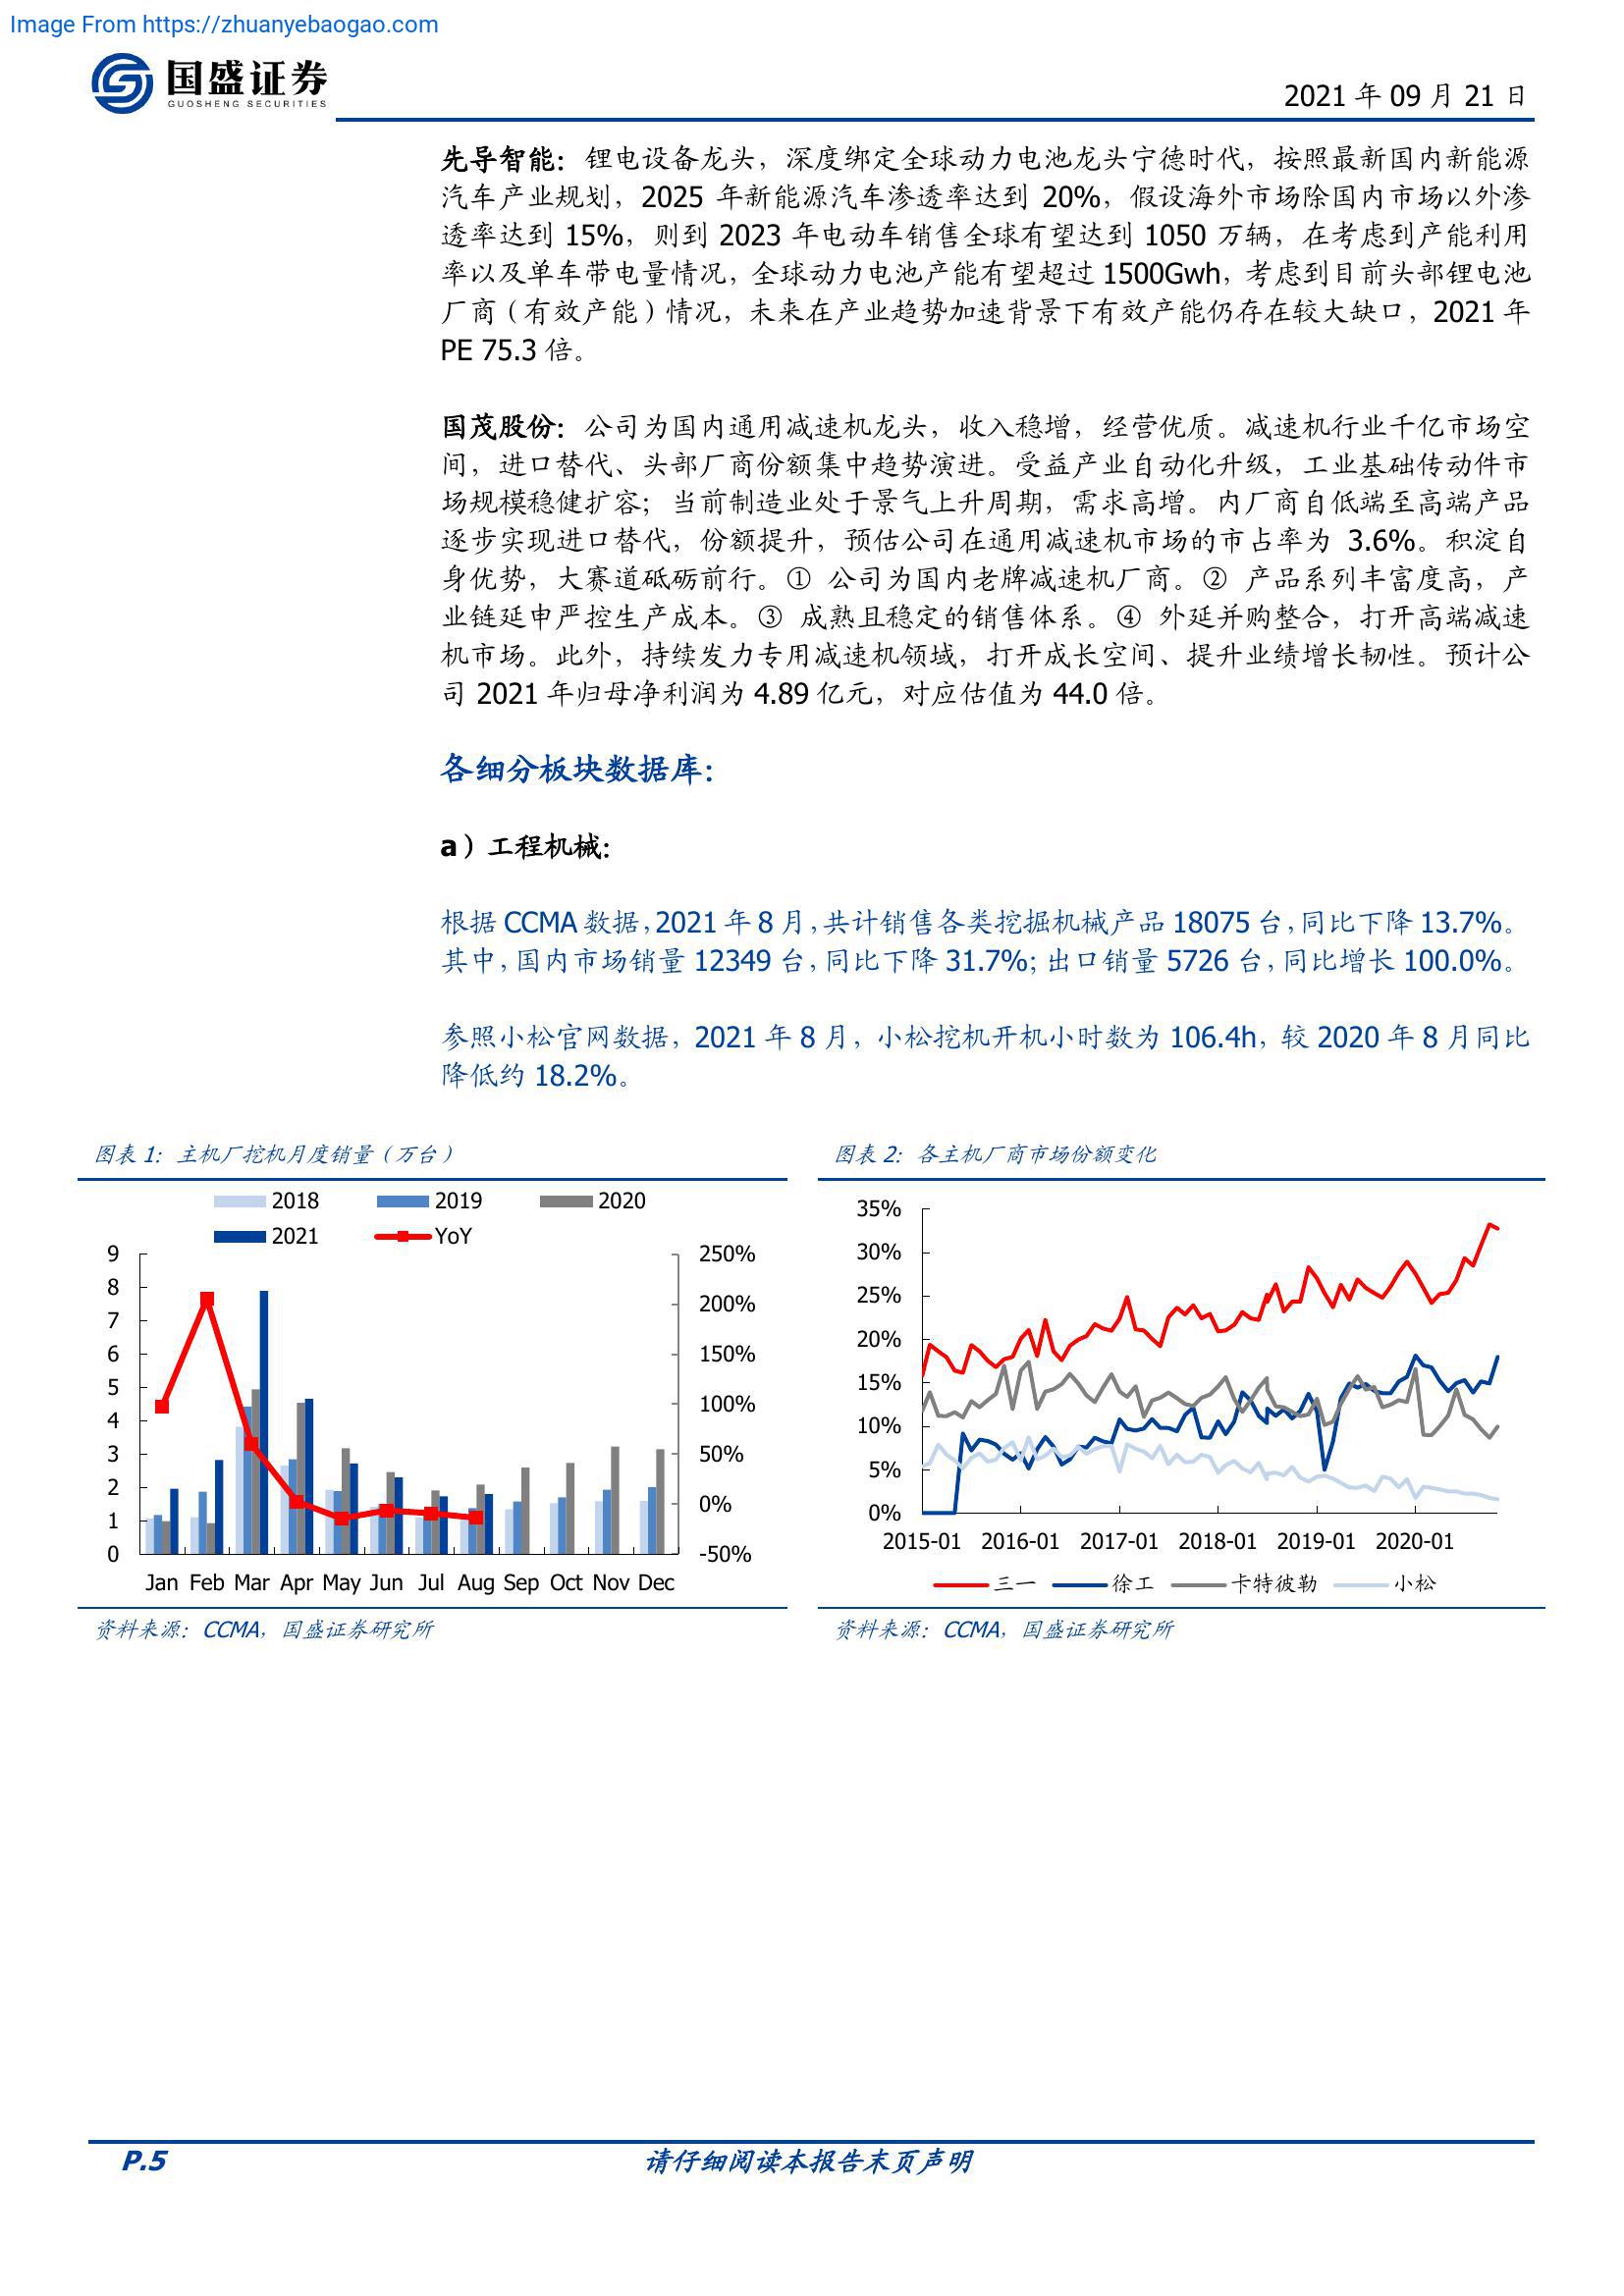 Image From https://zhuanyebaogao.com
国盛证券
GUOSHENG SECURITIES
2021 年 09 月 21 日
先导智能：锂电设备龙头，深度绑定全球动力电池龙头宁德时代，按照最新国内新能源
汽车产业规划，2025 年新能源汽车渗透率达到 20%，假设海外市场除国内市场以外渗
透率达到 15%，则到 2023 年电动车销售全球有望达到 1050 万辆，在考虑到产能利用
率以及单车带电量情况，全球动力电池产能有望超过 1500Gwh，考虑到目前头部锂电池
厂商（有效产能）情况，未来在产业趋势加速背景下有效产能仍存在较大缺口，2021 年
PE 75.3 倍。
国茂股份：公司为国内通用减速机龙头，收入稳增，经营优质。减速机行业千亿市场空
间，进口替代、头部厂商份额集中趋势演进。受益产业自动化升级，工业基础传动件市
场规模稳健扩容；当前制造业处于景气上升周期，需求高增。内厂商自低端至高端产品
逐步实现进口替代，份额提升，预估公司在通用减速机市场的市占率为 3.6%。积淀自
身优势，大赛道砥砺前行。① 公司为国内老牌减速机厂商。② 产品系列丰富度高，产
业链延申严控生产成本。③ 成熟且稳定的销售体系。④ 外延并购整合，打开高端减速
机市场。此外，持续发力专用减速机领域，打开成长空间、提升业绩增长韧性。预计公
司 2021 年归母净利润为 4.89 亿元，对应估值为 44.0 倍。
各细分板块数据库：
a）工程机械：
根据 CCMA 数据，2021 年 8 月，共计销售各类挖掘机械产品 18075 台，同比下降 13.7%。
其中，国内市场销量 12349 台，同比下降 31.7%；出口销量 5726 台，同比增长 100.0%。
参照小松官网数据，2021 年 8 月，小松挖机开机小时数为 106.4h，较 2020 年 8 月同比
降低约 18.2%。
图表 1：主机厂挖机月度销量（万台）
2018 2019 2020
2021 YoY
9 250%
8 200%
7 150%
6 100%
5 50%
4 0%
3 -50%
2
1
0
Jan Feb Mar Apr May Jun Jul Aug Sep Oct Nov Dec
资料来源：CCMA，国盛证券研究所
图表 2：各主机厂商市场份额变化
35%
30%
25%
20%
15%
10%
5%
0%
2015-01 2016-01 2017-01 2018-01 2019-01 2020-01
三一 徐工 卡特彼勒 小松
资料来源：CCMA，国盛证券研究所
P.5
请仔细阅读本报告末页声明